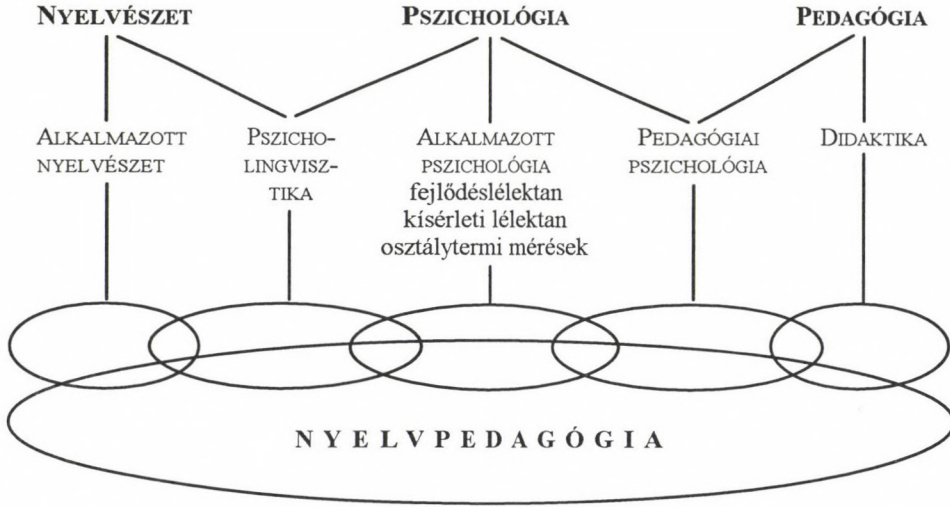 NYELVÉSZET PSZICHOLÓGIA PEDAGÓGIA
ALKALMAZOTT
NYELVÉSZET
PSZICHO-
LINGVISZ-
TIKA
ALKALMAZOTT
PSZICHOLÓGIA
fejlődéslélektan
kísérleti lélektan
osztálytermi mérések
PEDAGÓGIAI
PSZICHOLÓGIA
DIDAKTIKA
NYELVPEDAGÓGIA